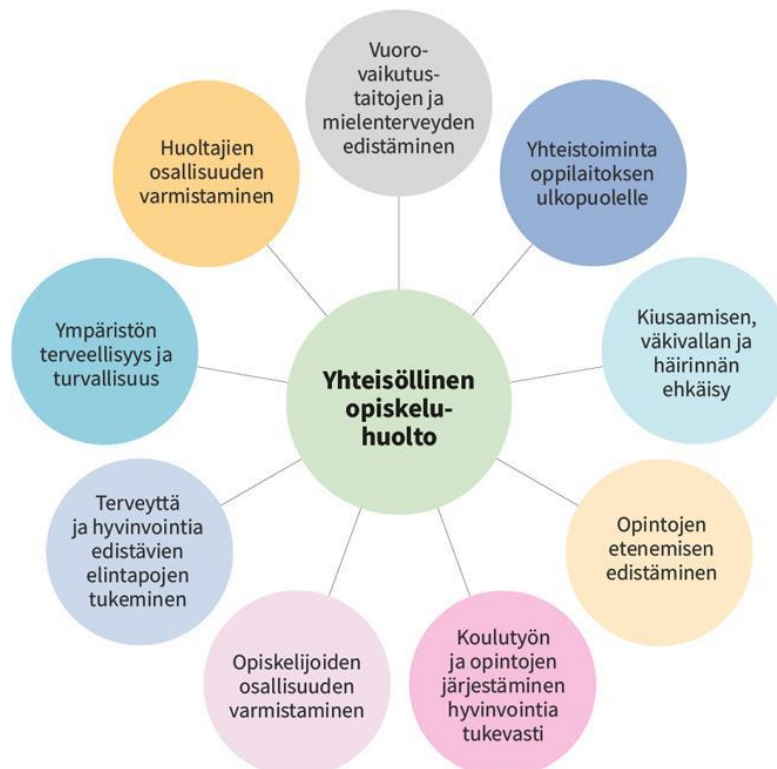 Vuoro-
vaikutus-
taitojen ja
mielenterveyden
edistäminen
Yhteistoiminta
oppilaitoksen
ulkopuolelle
Kiusaamisen,
väkivallan ja
häirinnän
ehkäisy
Opintojen
etenemisen
edistäminen
Koulutyön
ja opintojen
järjestäminen
hyvinvointia
tukevasti
Opiskelijoiden
osallisuuden
varmistaminen
Terveyttä
ja hyvinvointia
edistävien
elintapojen
tukeminen
Ympäristön
terveellisyys ja
turvallisuus
Huoltajien
osallisuuden
varmistaminen
Yhteisöllinen
opiskelu-
huolto